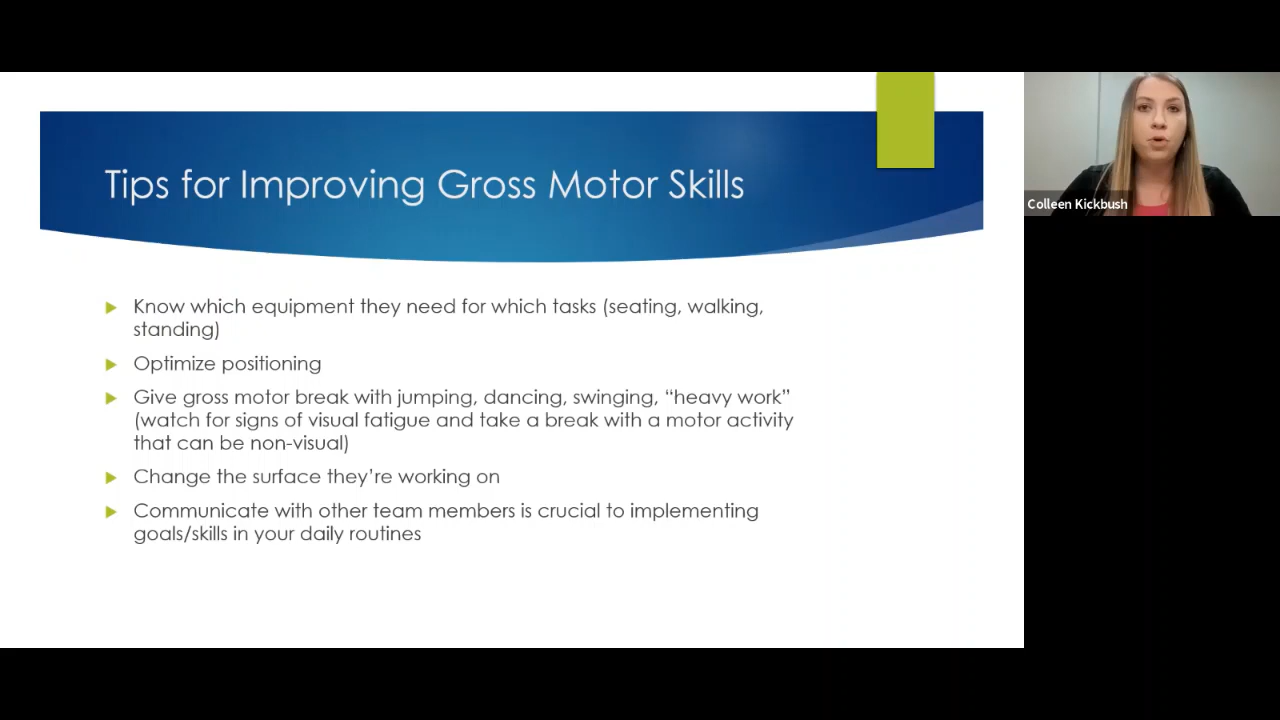 Tips for Improving Gross Motor Skills
Know which equipment they need for which tasks (seating, walking,
standing)
Optimize positioning
Give gross motor break with jumping, dancing, swinging, “heavy work”
(watch for signs of visual fatigue and take a break with a motor activity
that can be non-visual)
Change the surface they’re working on
Communicate with other team members is crucial to implementing
goals/skills in your daily routines
Colleen Kickbush